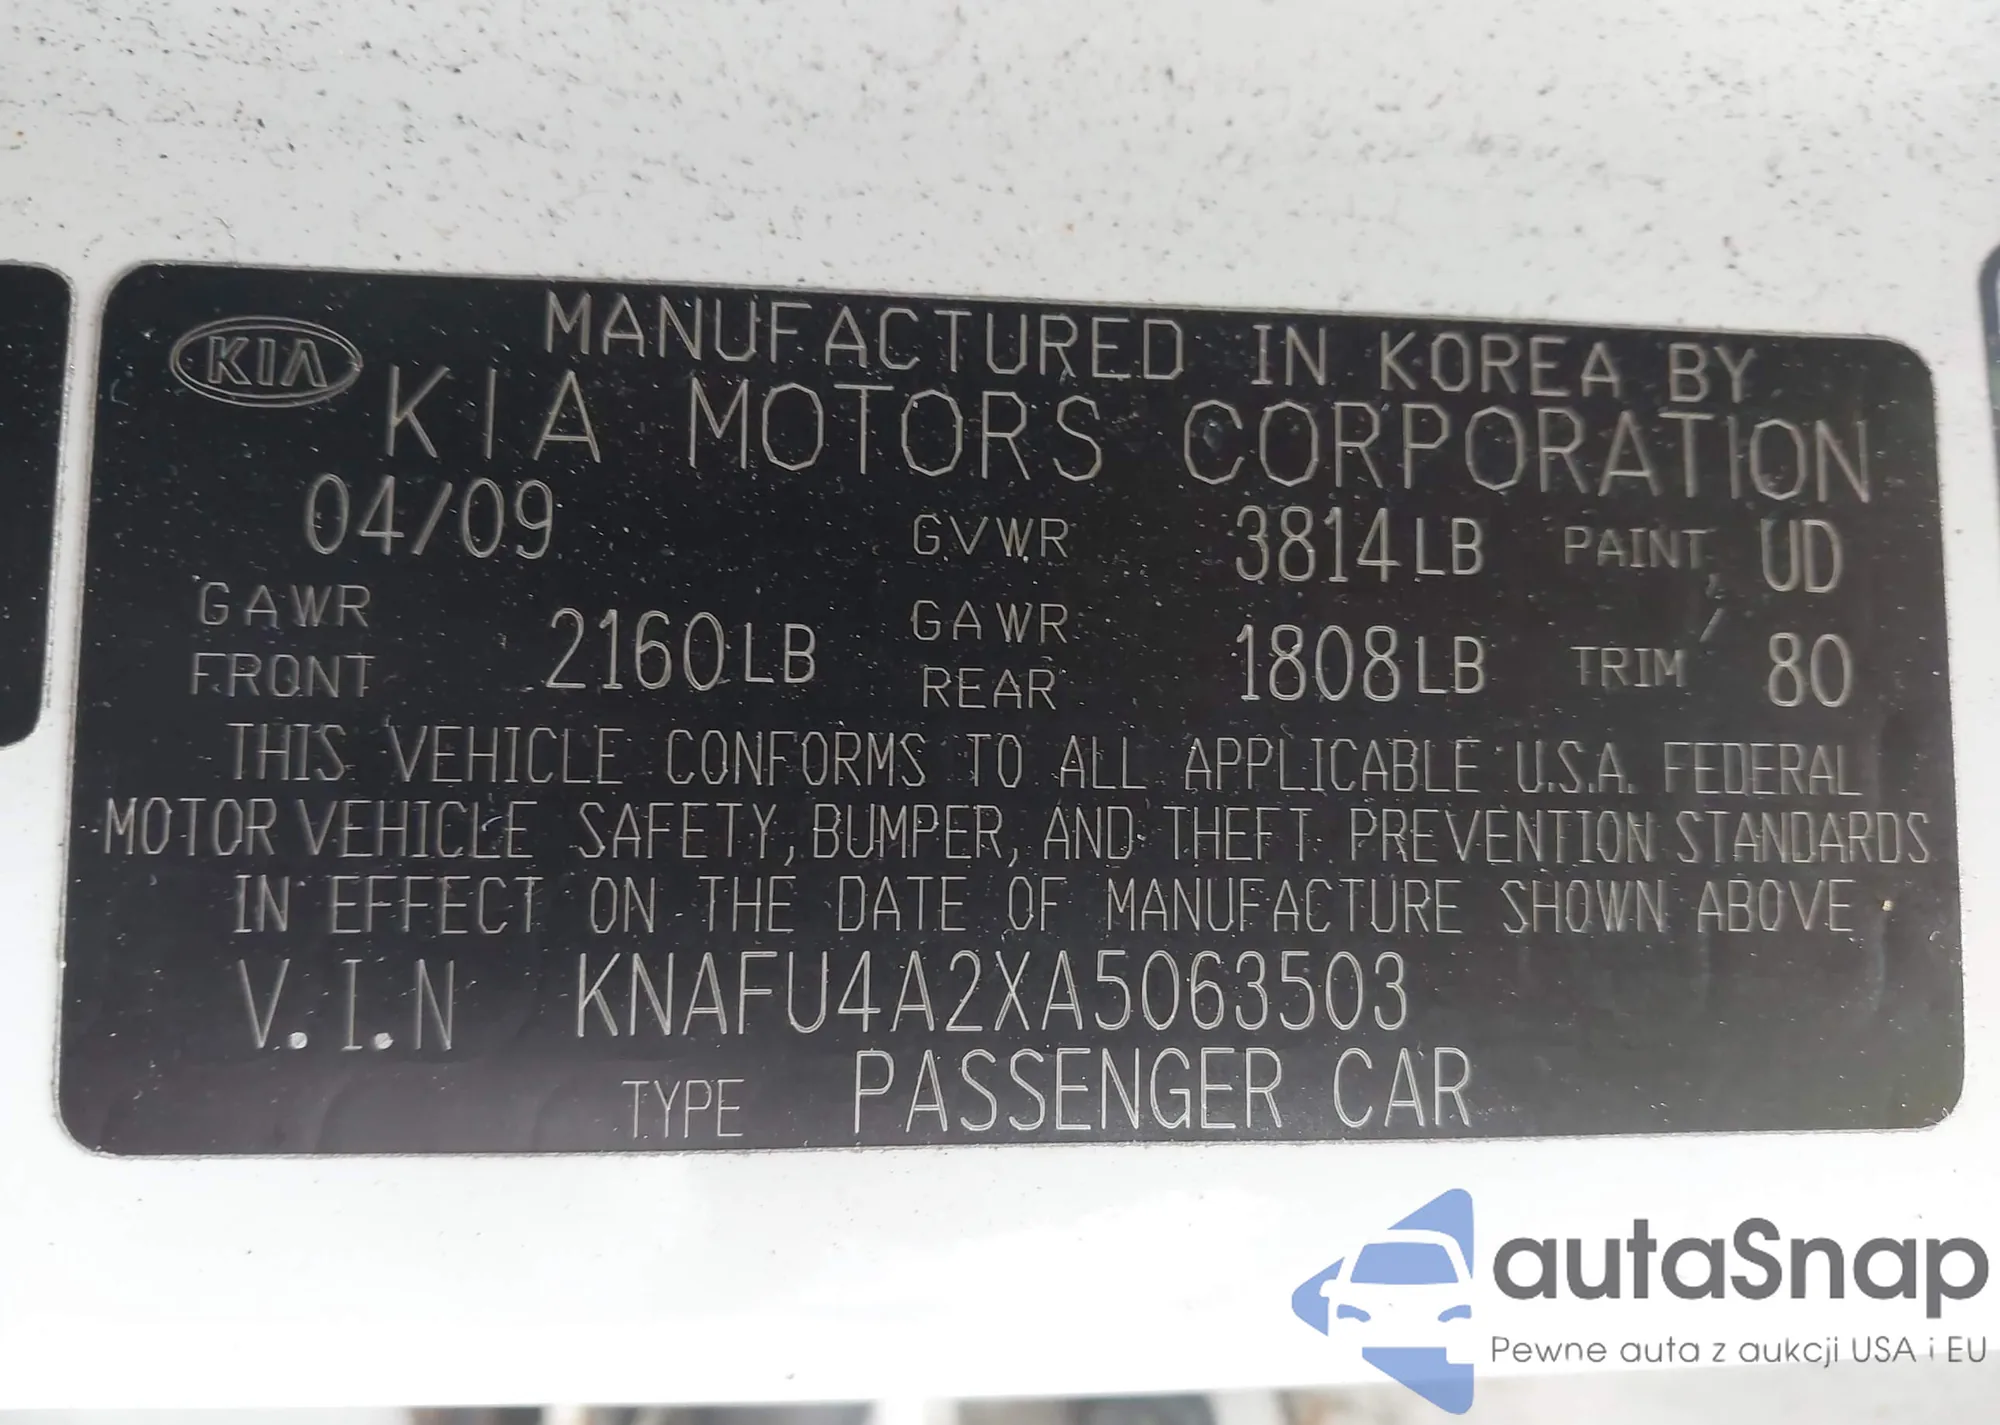 MANUFACTURED IN KOREA BY
KIA KIA MOTORS CORPORATION
04/09 GVWR 3814LB PAINT UD
GAWR FRONT 2160LB GAWR REAR 1808LB TRIM 80
THIS VEHICLE CONFORMS TO ALL APPLICABLE U.S.A. FEDERAL
MOTOR VEHICLE SAFETY, BUMPER, AND THEFT PREVENTION STANDARDS
IN EFFECT ON THE DATE OF MANUFACTURE SHOWN ABOVE
V.I.N KNAFU4A2XA5063503
TYPE PASSENGER CAR
autaSnap
Pewne auta z aukcji USA i EU